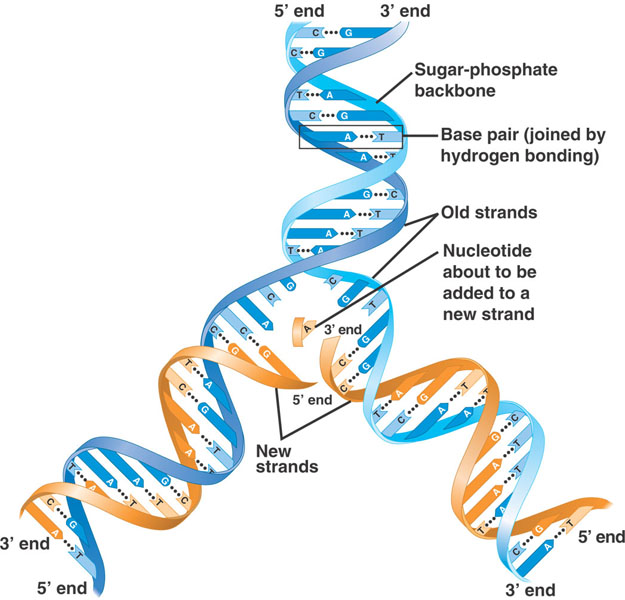 5’ end 3’ end
C G
C G
Sugar-phosphate
backbone
T A
C G
A T
Base pair (joined by
hydrogen bonding)
A T
G C
A T
Old strands
A T
T A
Nucleotide
about to be
added to a
new strand
C C
G T
G
A
A
3’ end
C C
G G
C G
C G
5’ end
T A
C G
A T
A T
New
strands
A T
T A
C G
A T
G C
A T
A T
T A
T A A G C
A T T
C G
A T
3’ end
5’ end
T A
C G
A T
5’ end
3’ end